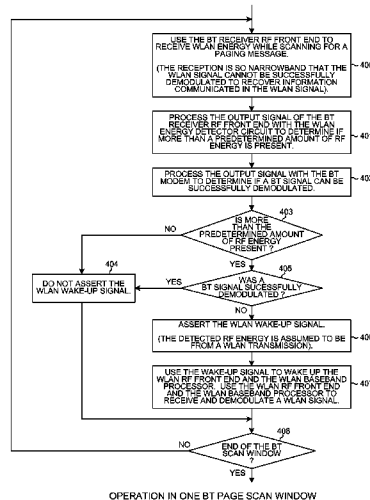 USE THE BT RECEIVER RF FRONT END TO
RECEIVE WLAN ENERGY WHILE SCANNING FOR A
PAGING MESSAGE.
(THE RECEPTION IS SO NARROWBAND THAT THE
WLAN SIGNAL CANNOT BE SUCCESSFULLY
DEMODULATED TO RECOVER INFORMATION
COMMUNICATED IN THE WLAN SIGNAL).
40
PROCESS THE OUTPUT SIGNAL OF THE BT
RECEIVER RF FRONT END WITH THE WLAN
ENERGY DETECTOR CIRCUIT TO DETERMINE IF
MORE THAN A PREDETERMINED AMOUNT OF RF
ENERGY IS PRESENT.
40
PROCESS THE OUTPUT SIGNAL WITH THE BT
MODEM TO DETERMINE IF A BT SIGNAL CAN BE
SUCCESSFULLY DEMODULATED.
40
403
IS MORE
THAN THE
PREDETERMINED AMOUNT
OF RF ENERGY
PRESENT ?
NO
YES
404
DO NOT ASSERT THE
WLAN WAKE-UP SIGNAL.
405
WAS A
BT SIGNAL SUCESSFULLY
DEMODULATED ?
YES
NO
ASSERT THE WLAN WAKE-UP SIGNAL.
(THE DETECTED RF ENERGY IS ASSUMED TO BE
FROM A WLAN TRANSMISSION).
40
USE THE WAKE-UP SIGNAL TO WAKE UP THE
WLAN RF FRONT END AND THE WLAN BASEBAND
PROCESSOR. USE THE WLAN RF FRONT END
AND THE WLAN BASEBAND PROCESSOR TO
RECEIVE AND DEMODULATE A WLAN SIGNAL.
40
408
END OF THE BT
SCAN WINDOW
?
NO
YES
OPERATION IN ONE BT PAGE SCAN WINDOW